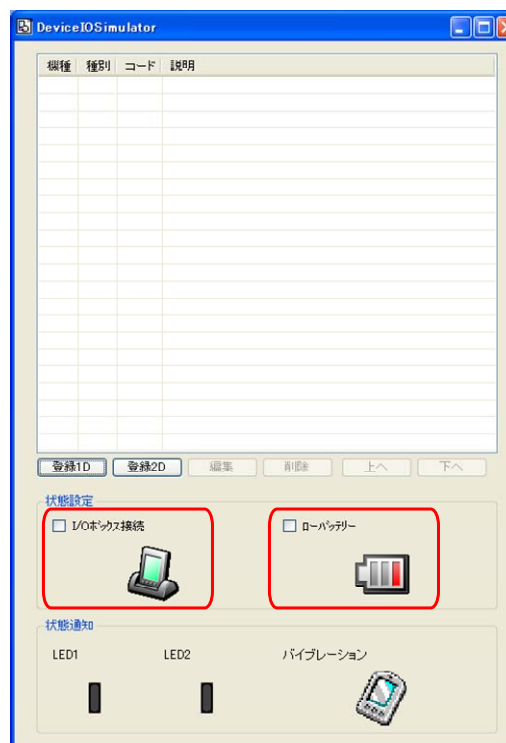 DeviceIOSimulator
機種 種別 コード 説明
登録1D 登録2D 編集 削除 上へ 下へ
状態設定
I/Oボックス接続 ローバッテリー
状態通知
LED1 LED2 バイブレーション